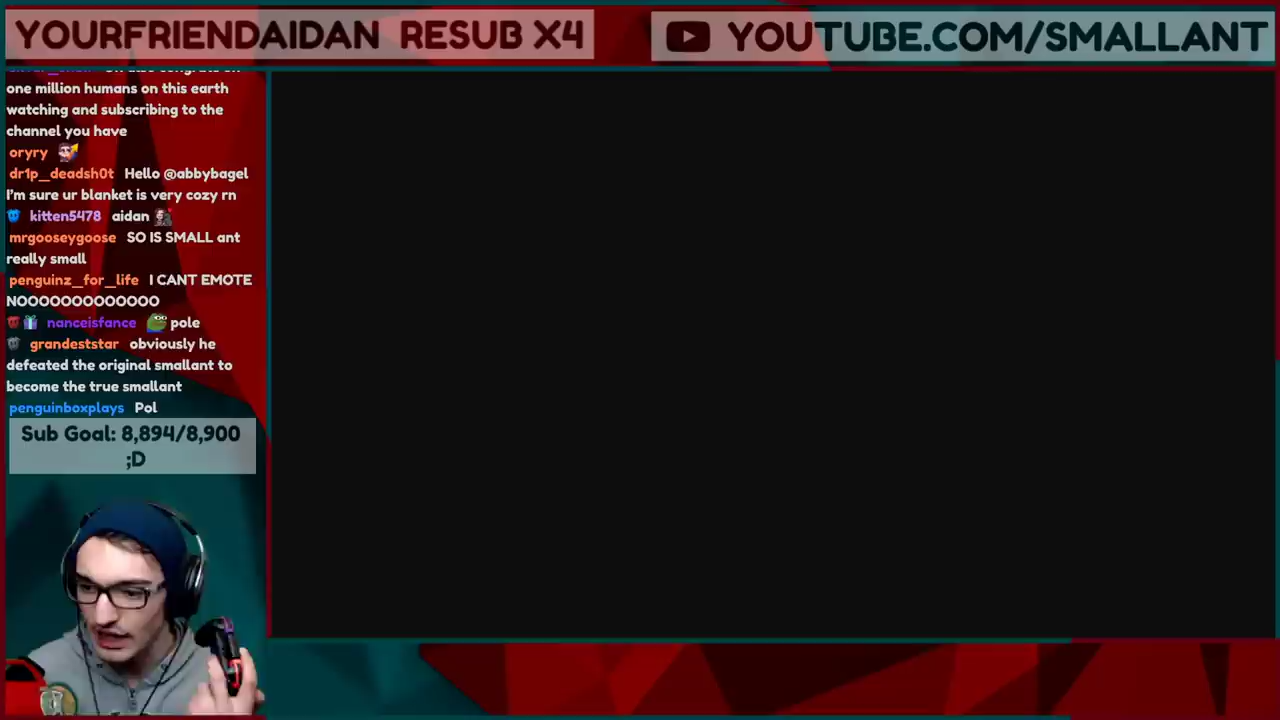 YOURFRIENDAIDAN RESUB X4
YOUTUBE.COM/SMALLANT
one million humans on this earth
watching and subscribing to the
channel you have
oryry
dr1p_deadsh0t Hello @abbybagel
I'm sure ur blanket is very cozy rn
kitten5478 aidan
mrgooseygoose SO IS SMALL ant
really small
penguinz_for_life I CANT EMOTE
NOOOOOOOOOOOOO
nanceisfance pole
grandeststar obviously he
defeated the original smallant to
become the true smallant
penguinboxplays Pol
Sub Goal: 8,894/8,900
;D